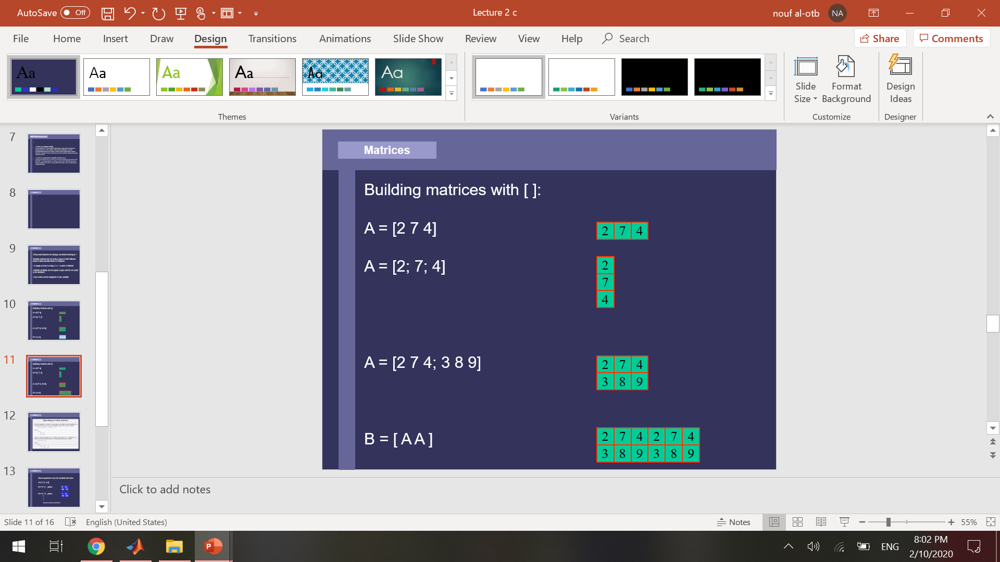 AutoSave Off
Lecture 2 c
nouf al-otb NA
File Home Insert Draw Design Transitions Animations Slide Show Review View Help Search Share Comments
Aa Aa Aa Aa Aa Aa
Slide Size
Format Background
Design Ideas
Themes
Variants
Customize
Designer
7
8
9
10
11
12
13
Matrices
Building matrices with [ ]:
A = [2 7 4]
2 7 4
A = [2; 7; 4]
2
7
4
A = [2 7 4; 3 8 9]
2 7 4
3 8 9
B = [ A A ]
2 7 4 2 7 4
3 8 9 3 8 9
Click to add notes
Slide 11 of 16
English (United States)
Notes
55%
P
ENG
8:02 PM
2/10/2020